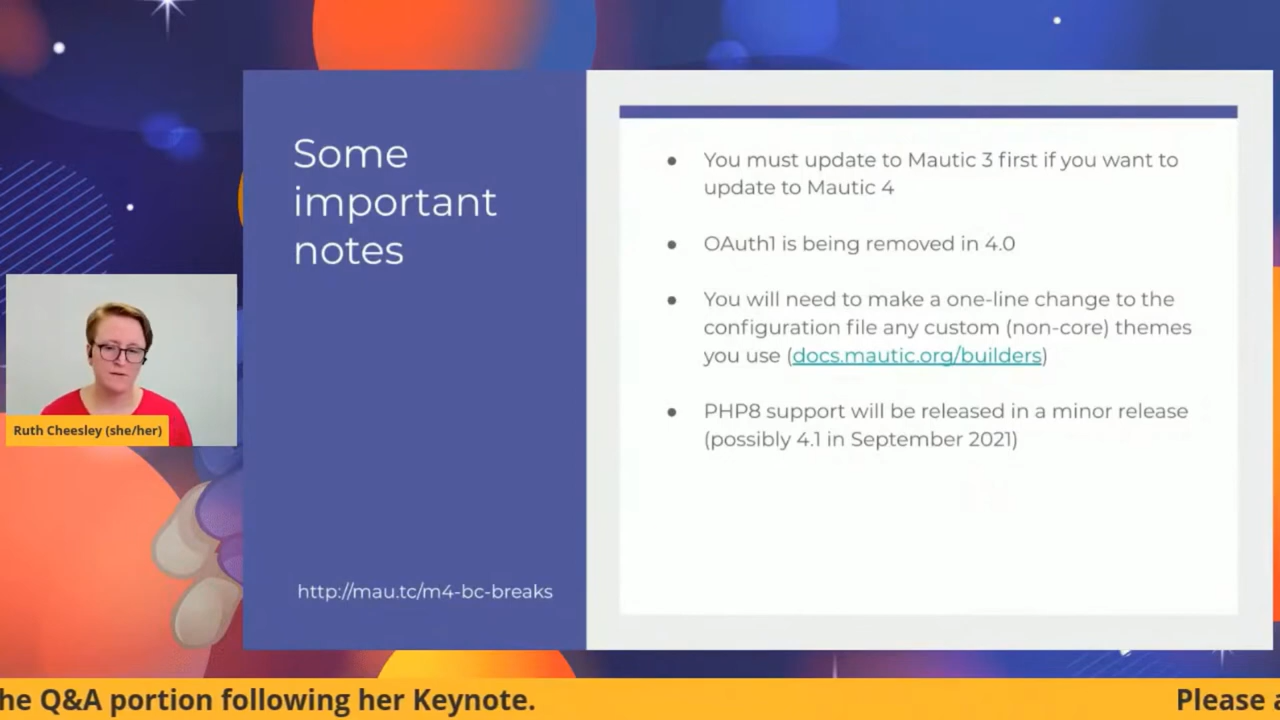 Some
important
notes
http://mau.tc/m4-bc-breaks
● You must update to Mautic 3 first if you want to
update to Mautic 4
● OAuth1 is being removed in 4.0
● You will need to make a one-line change to the
configuration file any custom (non-core) themes
you use (docs.mautic.org/builders)
● PHP8 support will be released in a minor release
(possibly 4.1 in September 2021)
Ruth Cheesley (she/her)
he Q&A portion following her Keynote. Please a